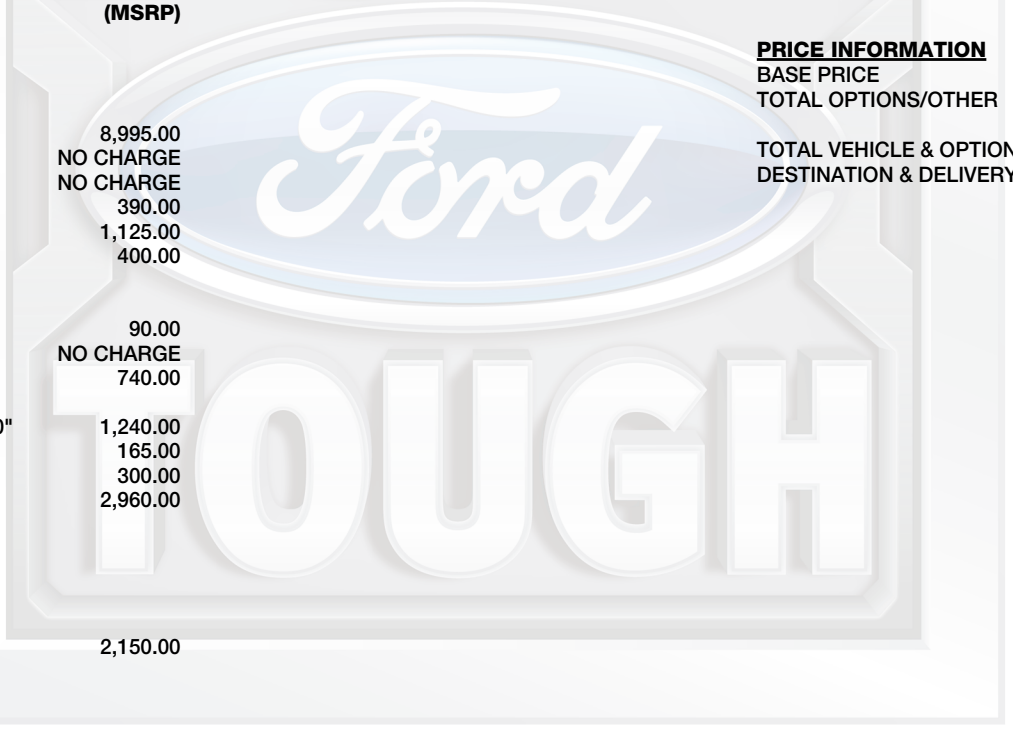 (MSRP)
8,995.00
NO CHARGE
NO CHARGE
390.00
1,125.00
400.00
90.00
NO CHARGE
740.00
0" 1,240.00
165.00
300.00
2,960.00
2,150.00
PRICE INFORMATION
BASE PRICE
TOTAL OPTIONS/OTHER
TOTAL VEHICLE & OPTION
DESTINATION & DELIVERY
Ford
TOUGH